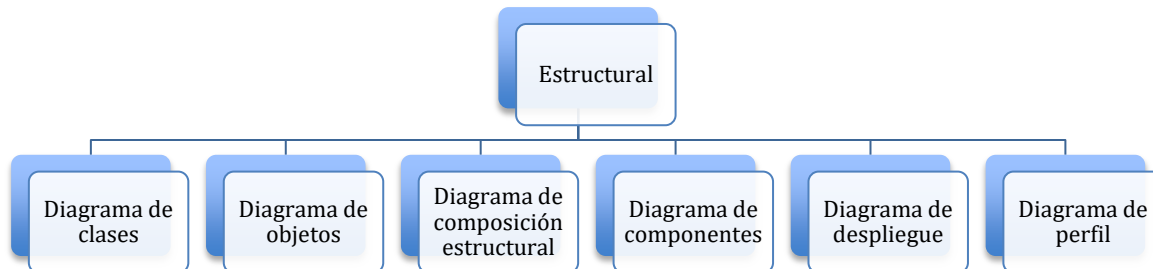 Estructural
Diagrama de
clases
Diagrama de
objetos
Diagrama de
composición
estructural
Diagrama de
componentes
Diagrama de
despliegue
Diagrama de
perfil